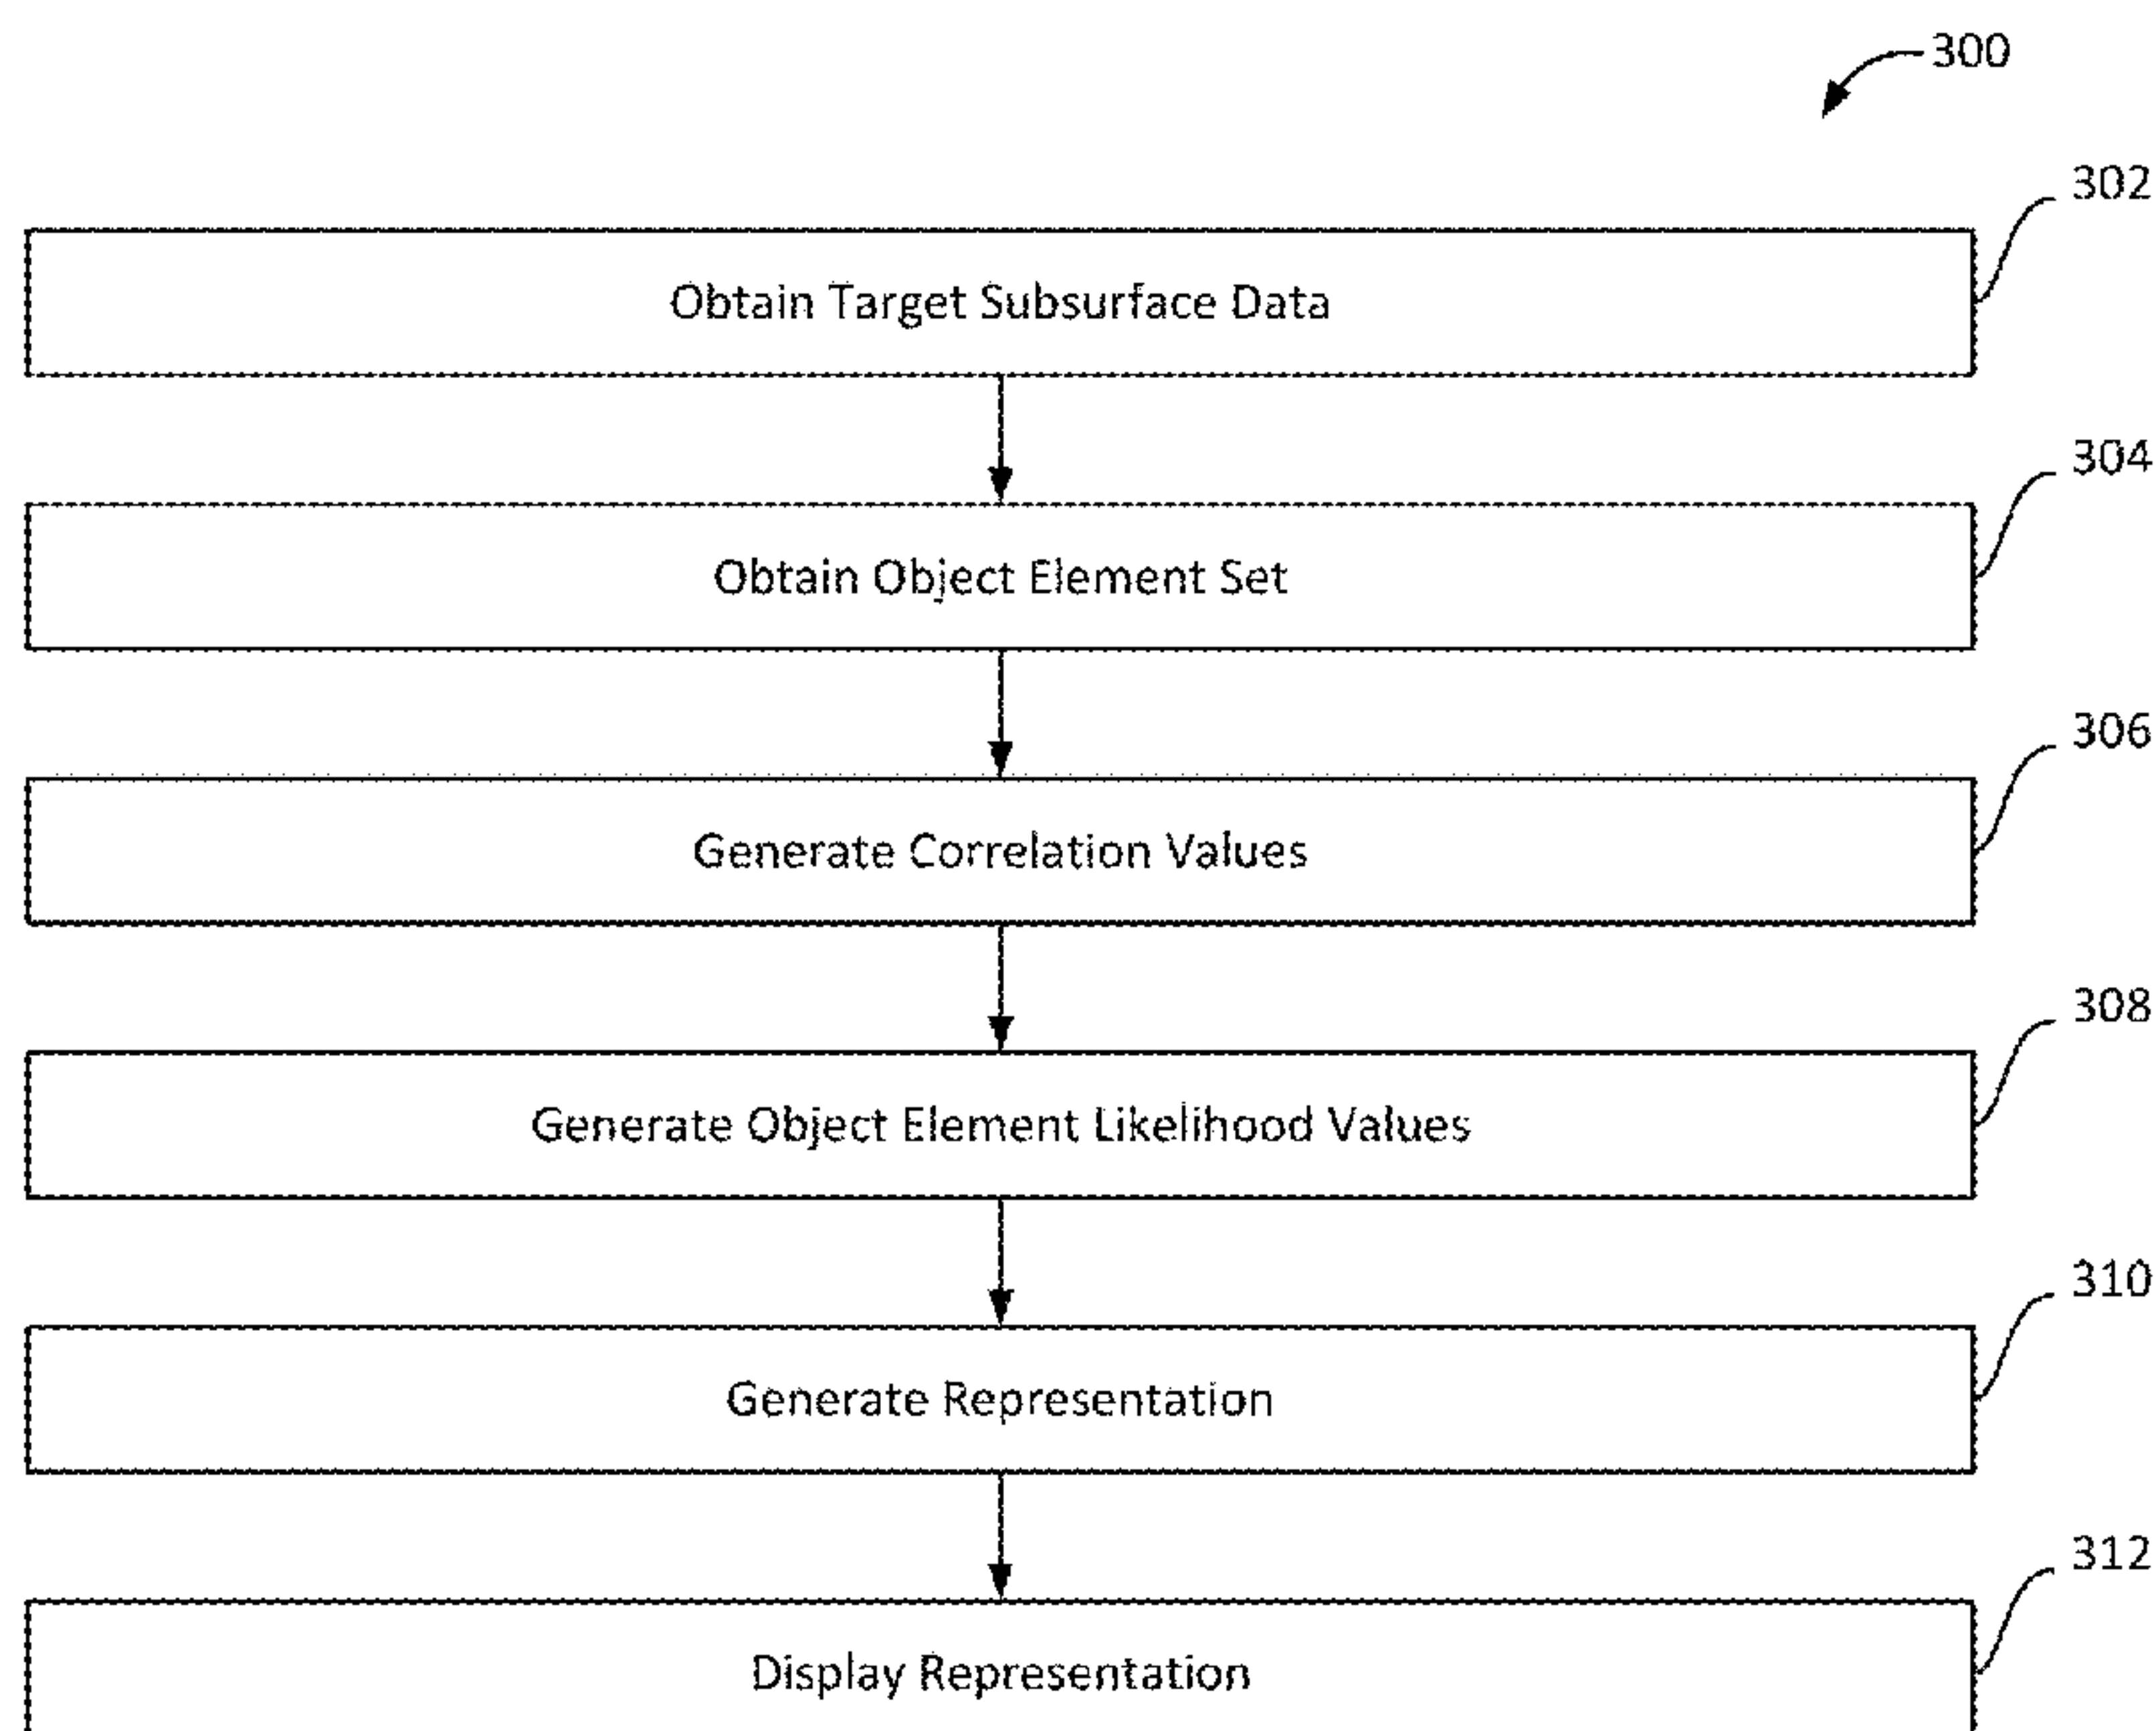 300
302
Obtain Target Subsurface Data
304
Obtain Object Element Set
306
Generate Correlation Values
308
Generate Object Element Likelihood Values
310
Generate Representation
312
Display Representation